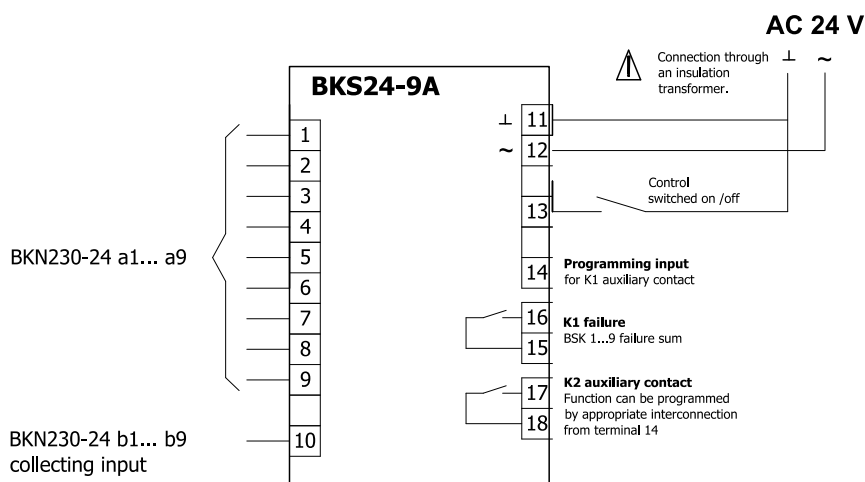 AC 24 V
Connection through
an insulation
transformer.
⊥ ~
BKS24-9A
⊥ 11
~ 12
1
2
3
4
5
6
7
8
9
10
BKN230-24 a1... a9
BKN230-24 b1... b9
collecting input
13
Control
switched on /off
14
Programming input
for K1 auxiliary contact
16
15
K1 failure
BSK 1...9 failure sum
17
18
K2 auxiliary contact
Function can be programmed
by appropriate interconnection
from terminal 14